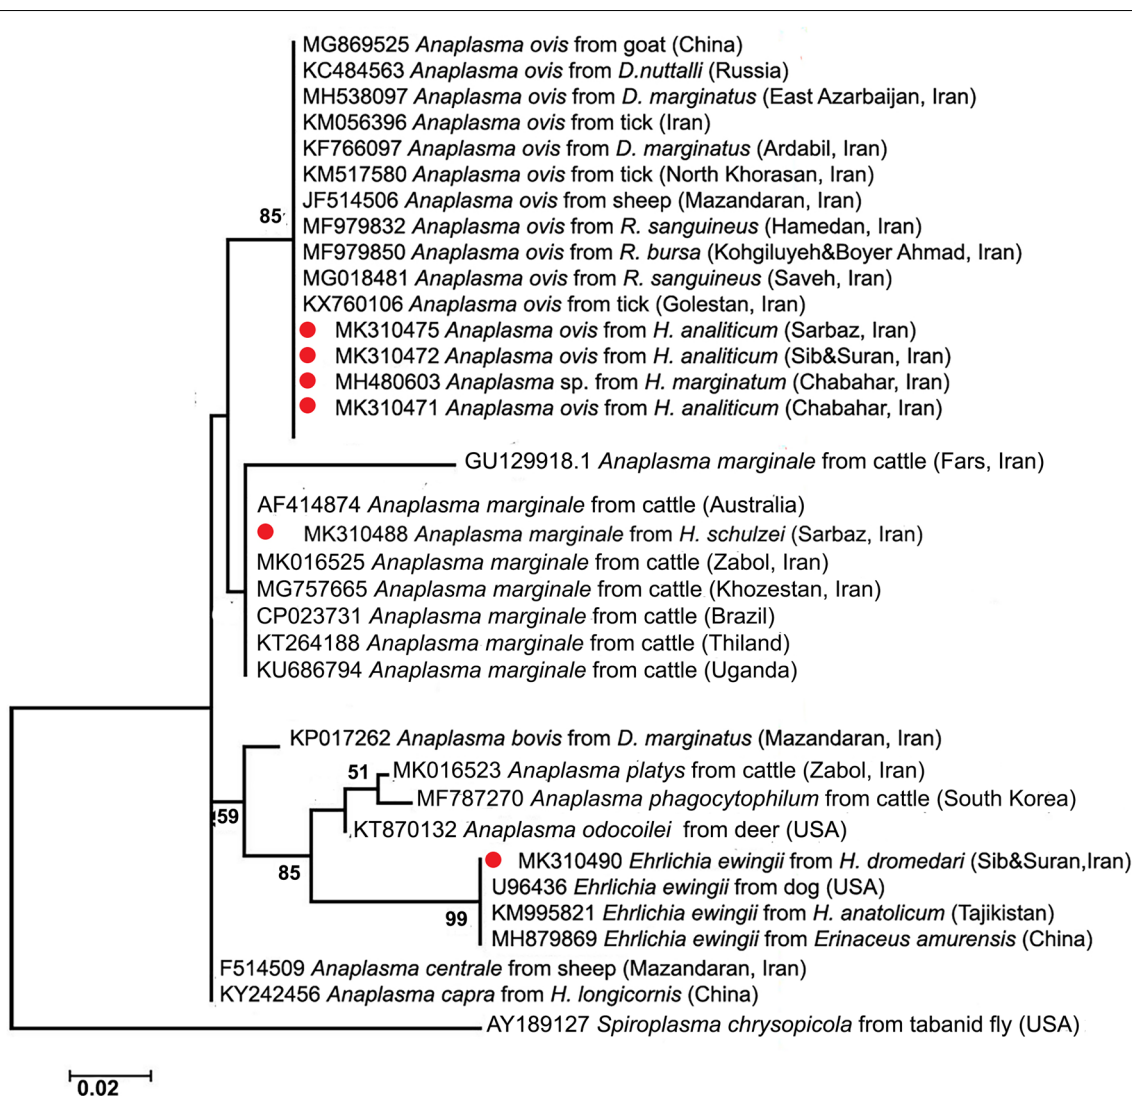 MG869525 Anaplasma ovis from goat (China)
KC484563 Anaplasma ovis from D.nuttalli (Russia)
MH538097 Anaplasma ovis from D. marginatus (East Azarbaijan, Iran)
KM056396 Anaplasma ovis from tick (Iran)
KF766097 Anaplasma ovis from D. marginatus (Ardabil, Iran)
KM517580 Anaplasma ovis from tick (North Khorasan, Iran)
JF514506 Anaplasma ovis from sheep (Mazandaran, Iran)
85
MF979832 Anaplasma ovis from R. sanguineus (Hamedan, Iran)
MF979850 Anaplasma ovis from R. bursa (Kohgiluyeh&Boyer Ahmad, Iran)
MG018481 Anaplasma ovis from R. sanguineus (Saveh, Iran)
KX760106 Anaplasma ovis from tick (Golestan, Iran)
MK310475 Anaplasma ovis from H. analiticum (Sarbaz, Iran)
MK310472 Anaplasma ovis from H. analiticum (Sib&Suran, Iran)
MH480603 Anaplasma sp. from H. marginatum (Chabahar, Iran)
MK310471 Anaplasma ovis from H. analiticum (Chabahar, Iran)
GU129918.1 Anaplasma marginale from cattle (Fars, Iran)
AF414874 Anaplasma marginale from cattle (Australia)
MK310488 Anaplasma marginale from H. schulzei (Sarbaz, Iran)
MK016525 Anaplasma marginale from cattle (Zabol, Iran)
MG757665 Anaplasma marginale from cattle (Khozestan, Iran)
CP023731 Anaplasma marginale from cattle (Brazil)
KT264188 Anaplasma marginale from cattle (Thiland)
KU686794 Anaplasma marginale from cattle (Uganda)
KP017262 Anaplasma bovis from D. marginatus (Mazandaran, Iran)
51
MK016523 Anaplasma platys from cattle (Zabol, Iran)
MF787270 Anaplasma phagocytophilum from cattle (South Korea)
59
KT870132 Anaplasma odocoilei from deer (USA)
MK310490 Ehrlichia ewingii from H. dromedari (Sib&Suran,Iran)
85
U96436 Ehrlichia ewingii from dog (USA)
KM995821 Ehrlichia ewingii from H. anatolicum (Tajikistan)
99
MH879869 Ehrlichia ewingii from Erinaceus amurensis (China)
F514509 Anaplasma centrale from sheep (Mazandaran, Iran)
KY242456 Anaplasma capra from H. longicornis (China)
AY189127 Spiroplasma chrysopicola from tabanid fly (USA)
0.02